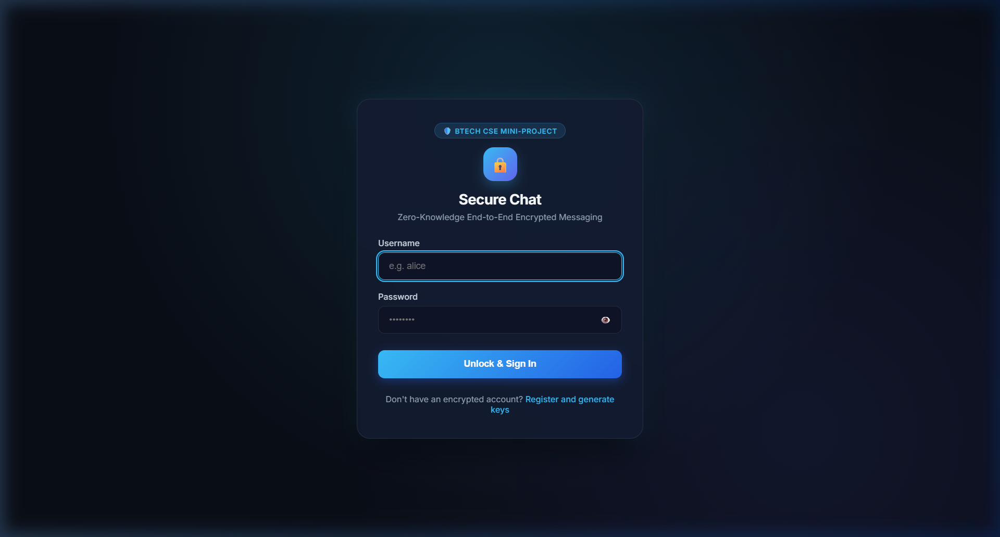 BTECH CSE MINI-PROJECT
Secure Chat
Zero-Knowledge End-to-End Encrypted Messaging
Username
e.g. alice
Password
••••••••
Unlock & Sign In
Don't have an encrypted account? Register and generate
keys